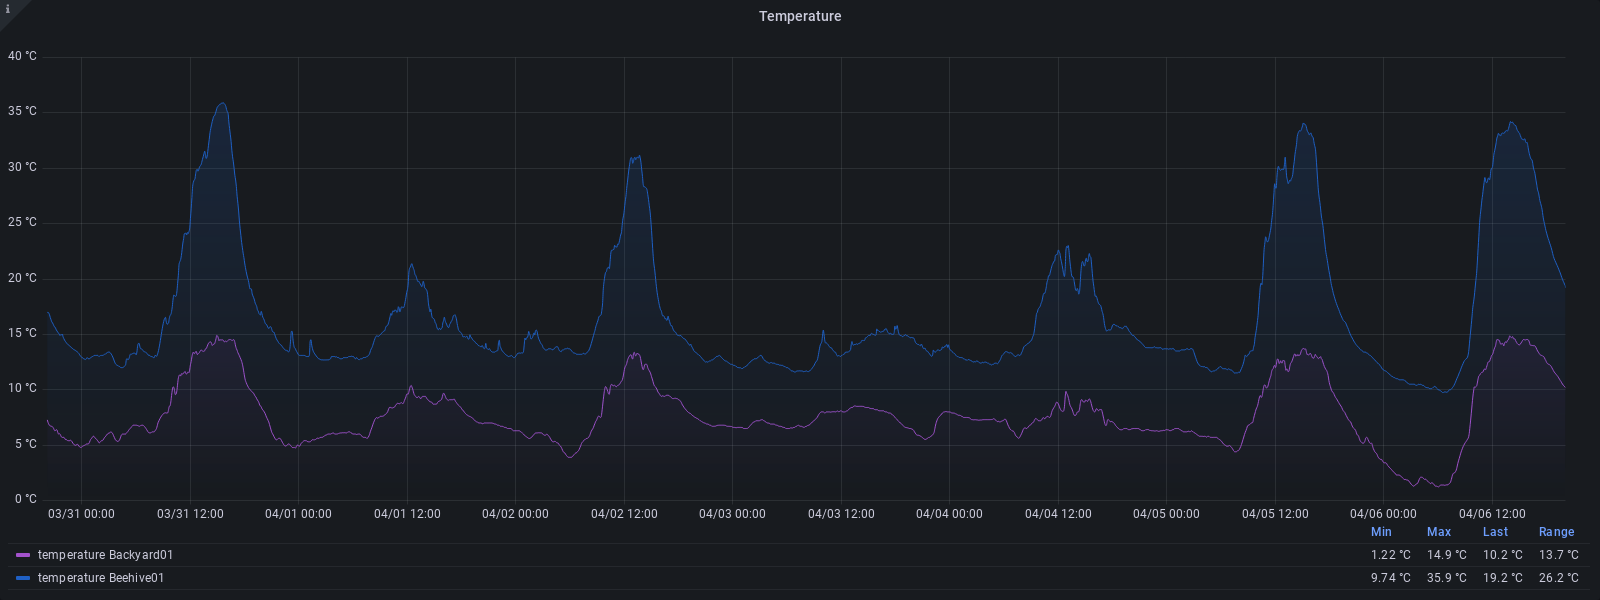 i
Temperature
40 °C
35 °C
30 °C
25 °C
20 °C
15 °C
10 °C
5 °C
0 °C
03/31 00:00 03/31 12:00 04/01 00:00 04/01 12:00 04/02 00:00 04/02 12:00 04/03 00:00 04/03 12:00 04/04 00:00 04/04 12:00 04/05 00:00 04/05 12:00 04/06 00:00 04/06 12:00
Min Max Last Range
temperature Backyard01 1.22 °C 14.9 °C 10.2 °C 13.7 °C
temperature Beehive01 9.74 °C 35.9 °C 19.2 °C 26.2 °C